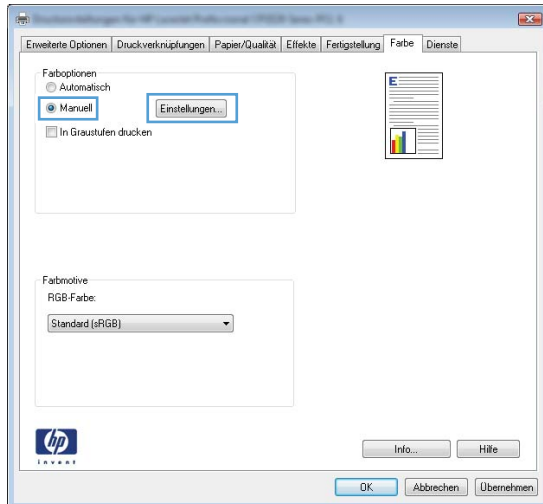 Erweiterte Optionen Druckverknüpfungen Papier/Qualität Effekte Fertigstellung Farbe Dienste
Farboptionen
Automatisch
Manuell Einstellungen...
In Graustufen drucken
E
Farbmotive
RGB-Farbe:
Standard (sRGB)
hp
invent
Info... Hilfe
OK Abbrechen Übernehmen